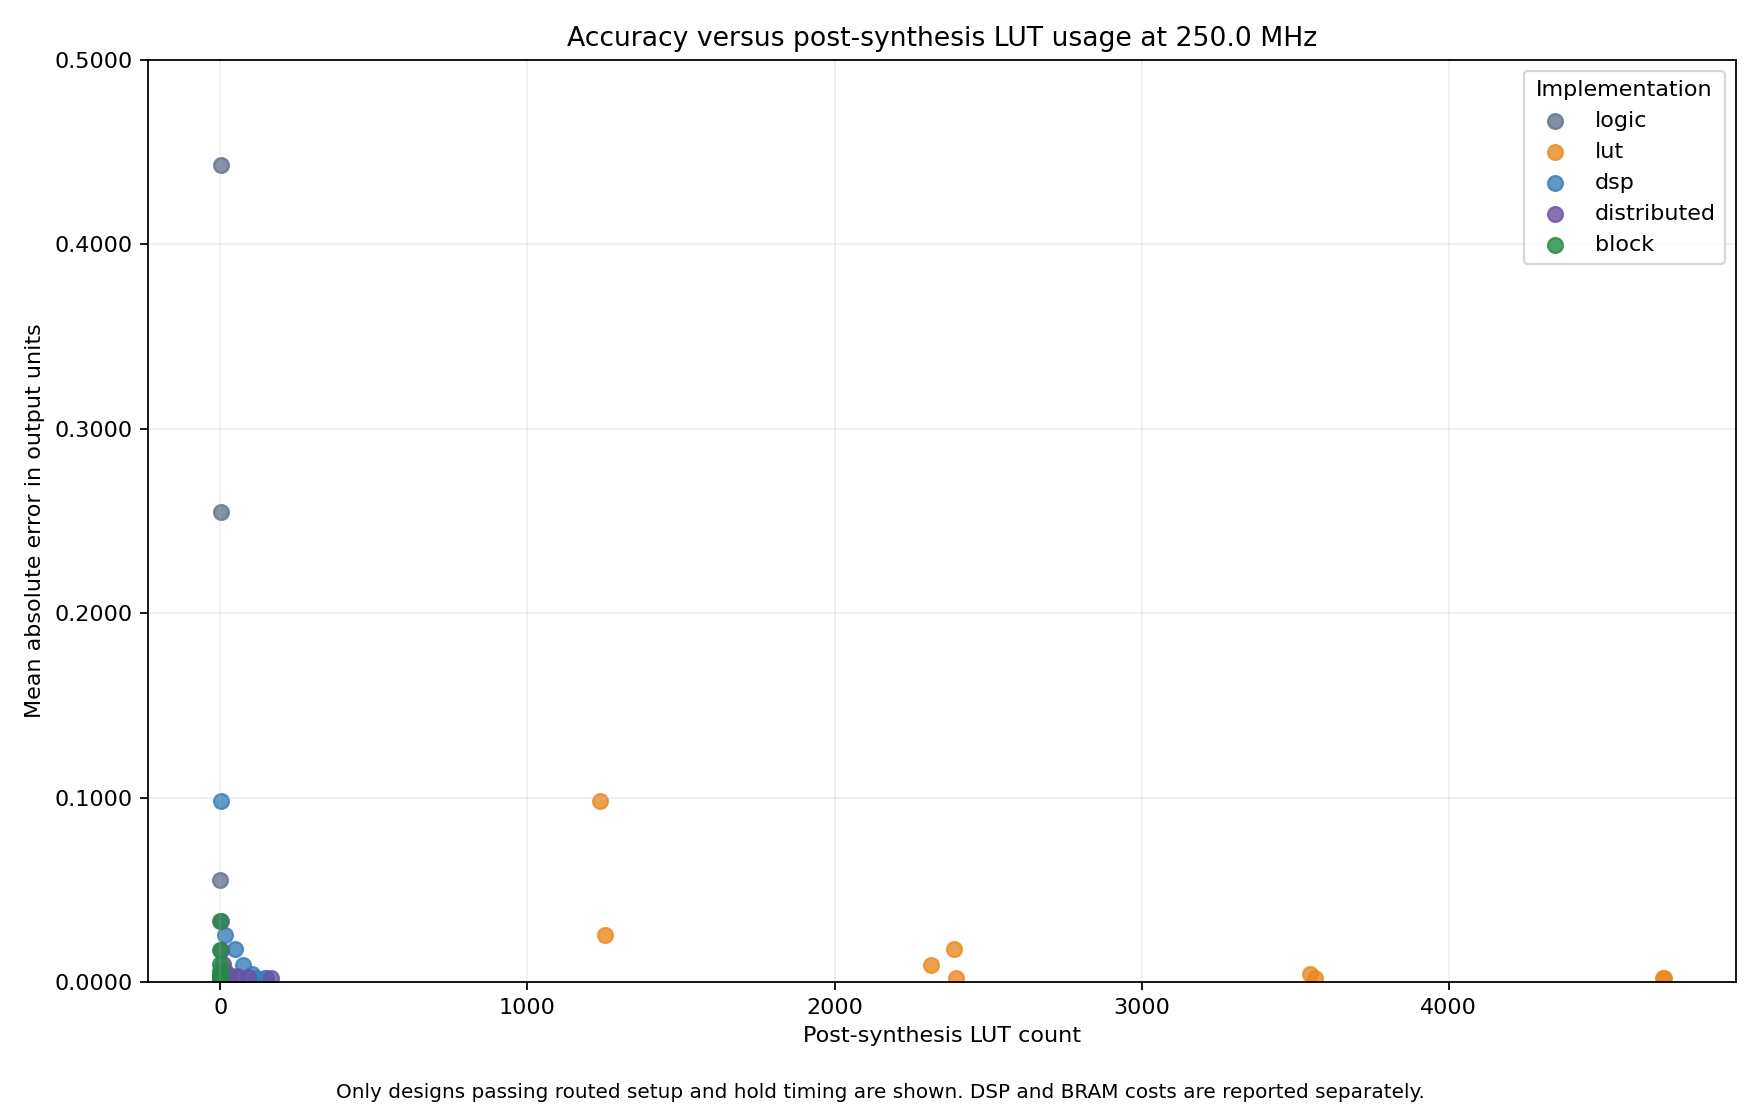 Accuracy versus post-synthesis LUT usage at 250.0 MHz
Implementation
logic
lut
dsp
distributed
block
Mean absolute error in output units
0.5000
0.4000
0.3000
0.2000
0.1000
0.0000
0 1000 2000 3000 4000
Post-synthesis LUT count
Only designs passing routed setup and hold timing are shown. DSP and BRAM costs are reported separately.